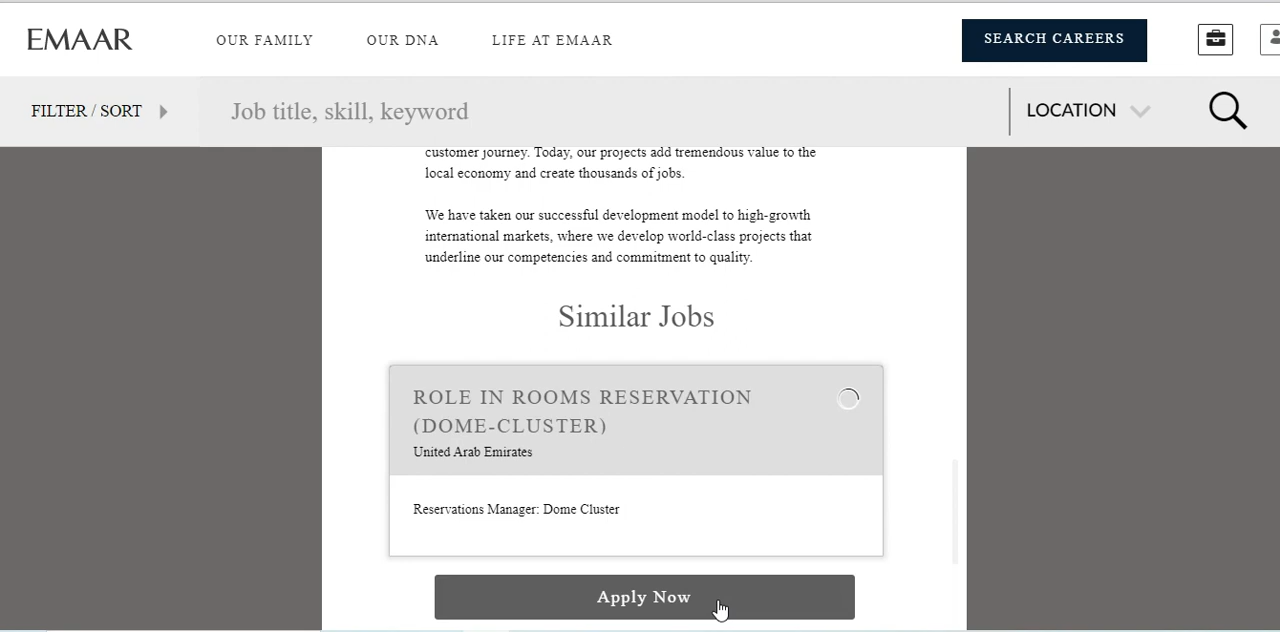 EMAAR
OUR FAMILY
OUR DNA
LIFE AT EMAAR
SEARCH CAREERS
FILTER / SORT
Job title, skill, keyword
LOCATION
customer journey. Today, our projects add tremendous value to the
local economy and create thousands of jobs.
We have taken our successful development model to high-growth
international markets, where we develop world-class projects that
underline our competencies and commitment to quality.
Similar Jobs
ROLE IN ROOMS RESERVATION
(DOME-CLUSTER)
United Arab Emirates
Reservations Manager: Dome Cluster
Apply Now